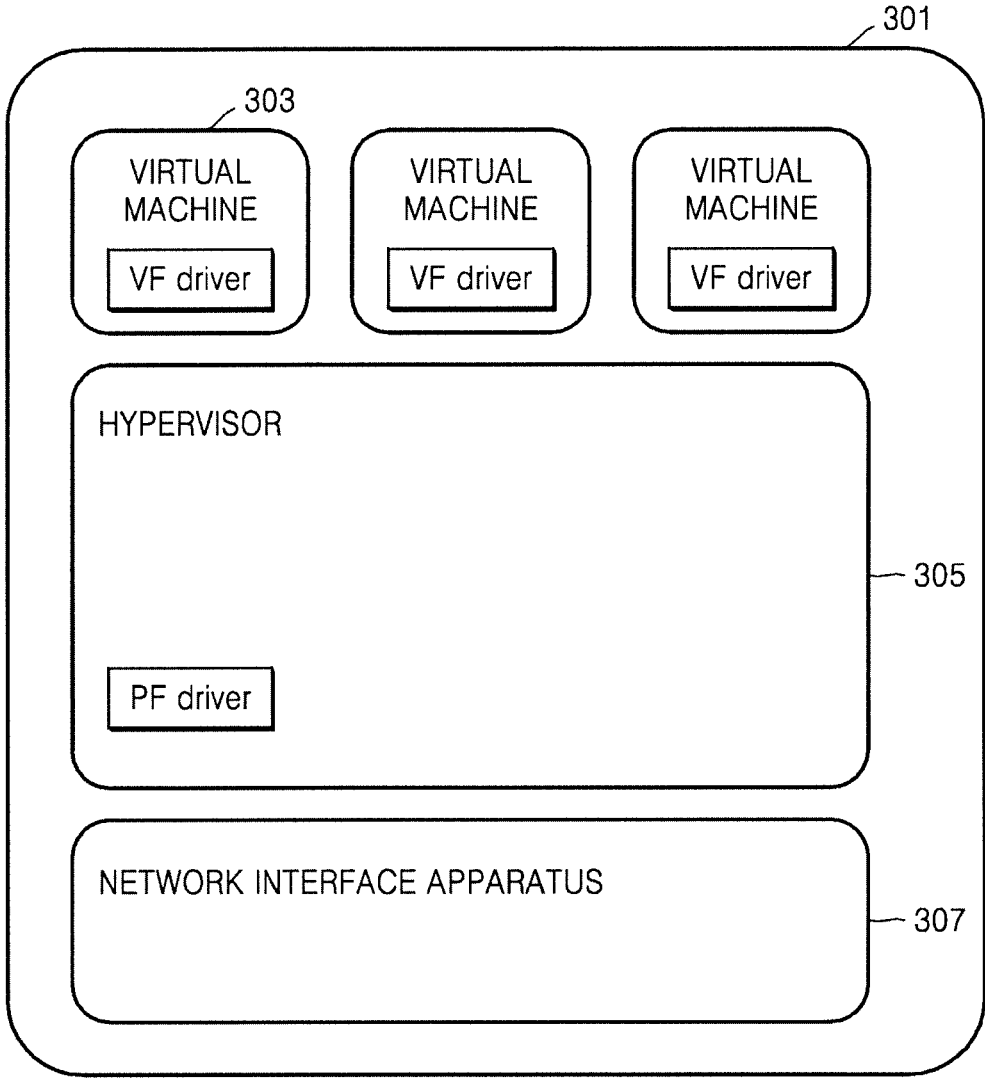 301
303
VIRTUAL
MACHINE
VF driver
VIRTUAL
MACHINE
VF driver
VIRTUAL
MACHINE
VF driver
HYPERVISOR
305
PF driver
NETWORK INTERFACE APPARATUS
307